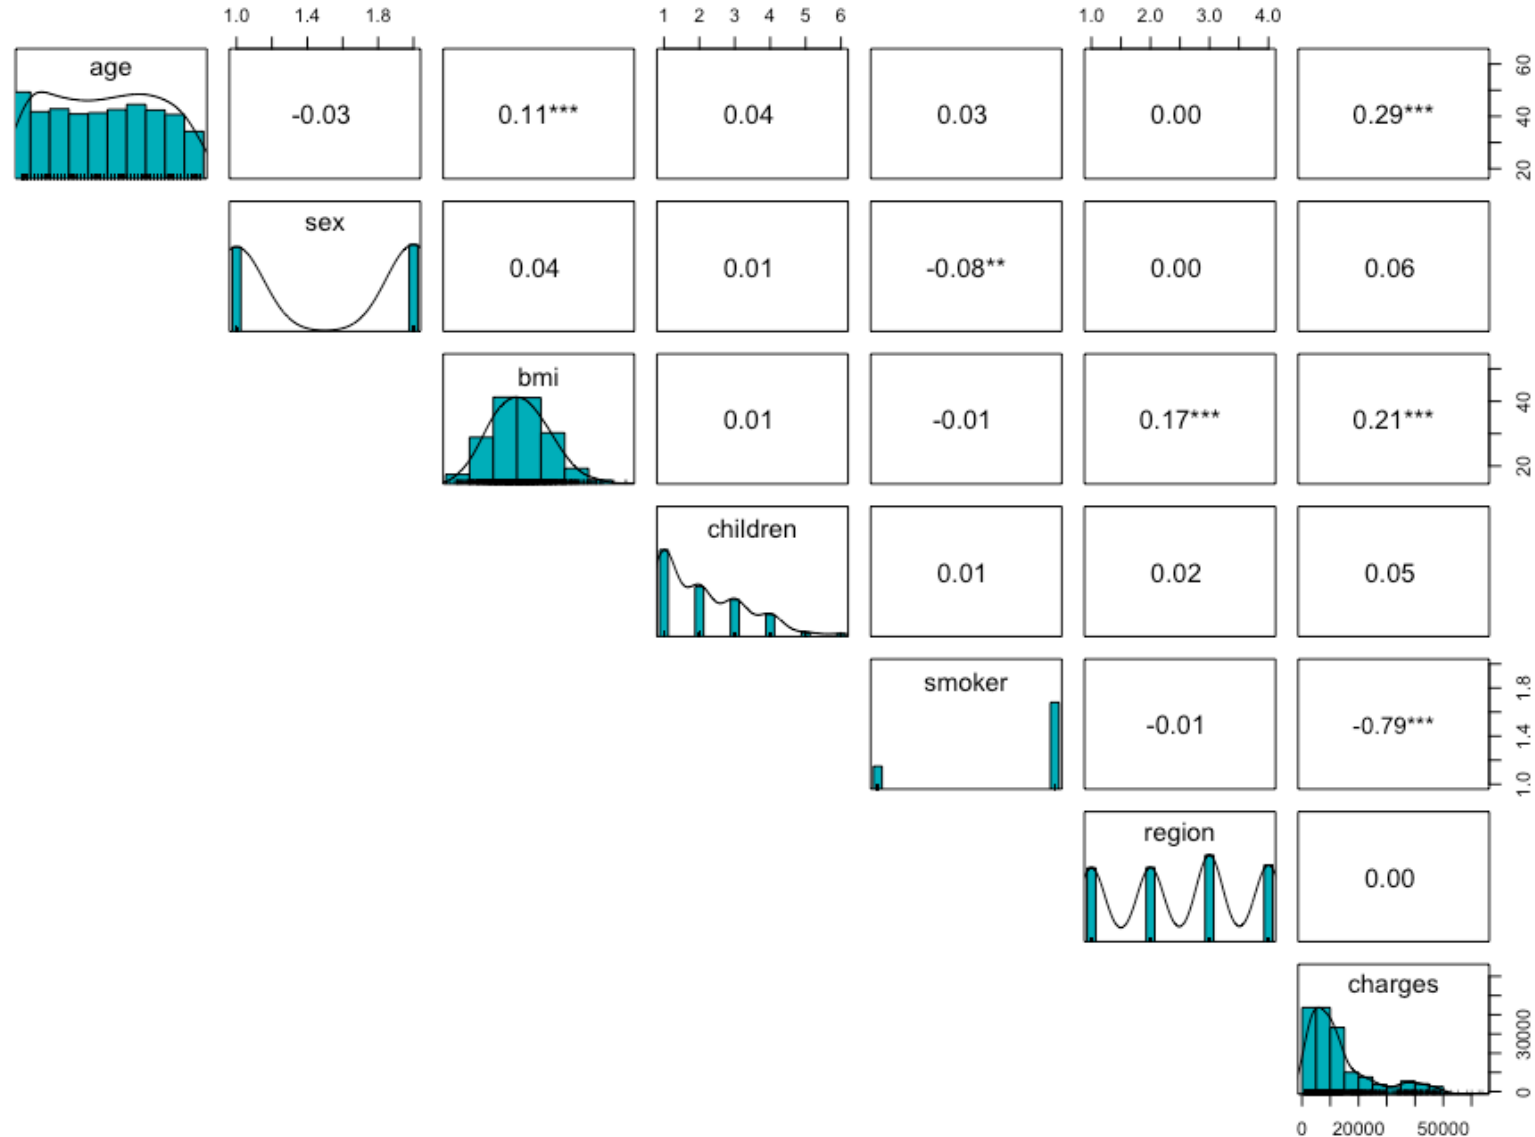 1.0 1.4 1.8 1 2 3 4 5 6 1.0 2.0 3.0 4.0
age -0.03 0.11*** 0.04 0.03 0.00 0.29*** 20 40 60
sex 0.04 0.01 -0.08** 0.00 0.06
bmi 0.01 -0.01 0.17*** 0.21*** 20 40
children 0.01 0.02 0.05
smoker -0.01 -0.79*** 1.0 1.4 1.8
region 0.00
charges 0 30000
0 20000 50000